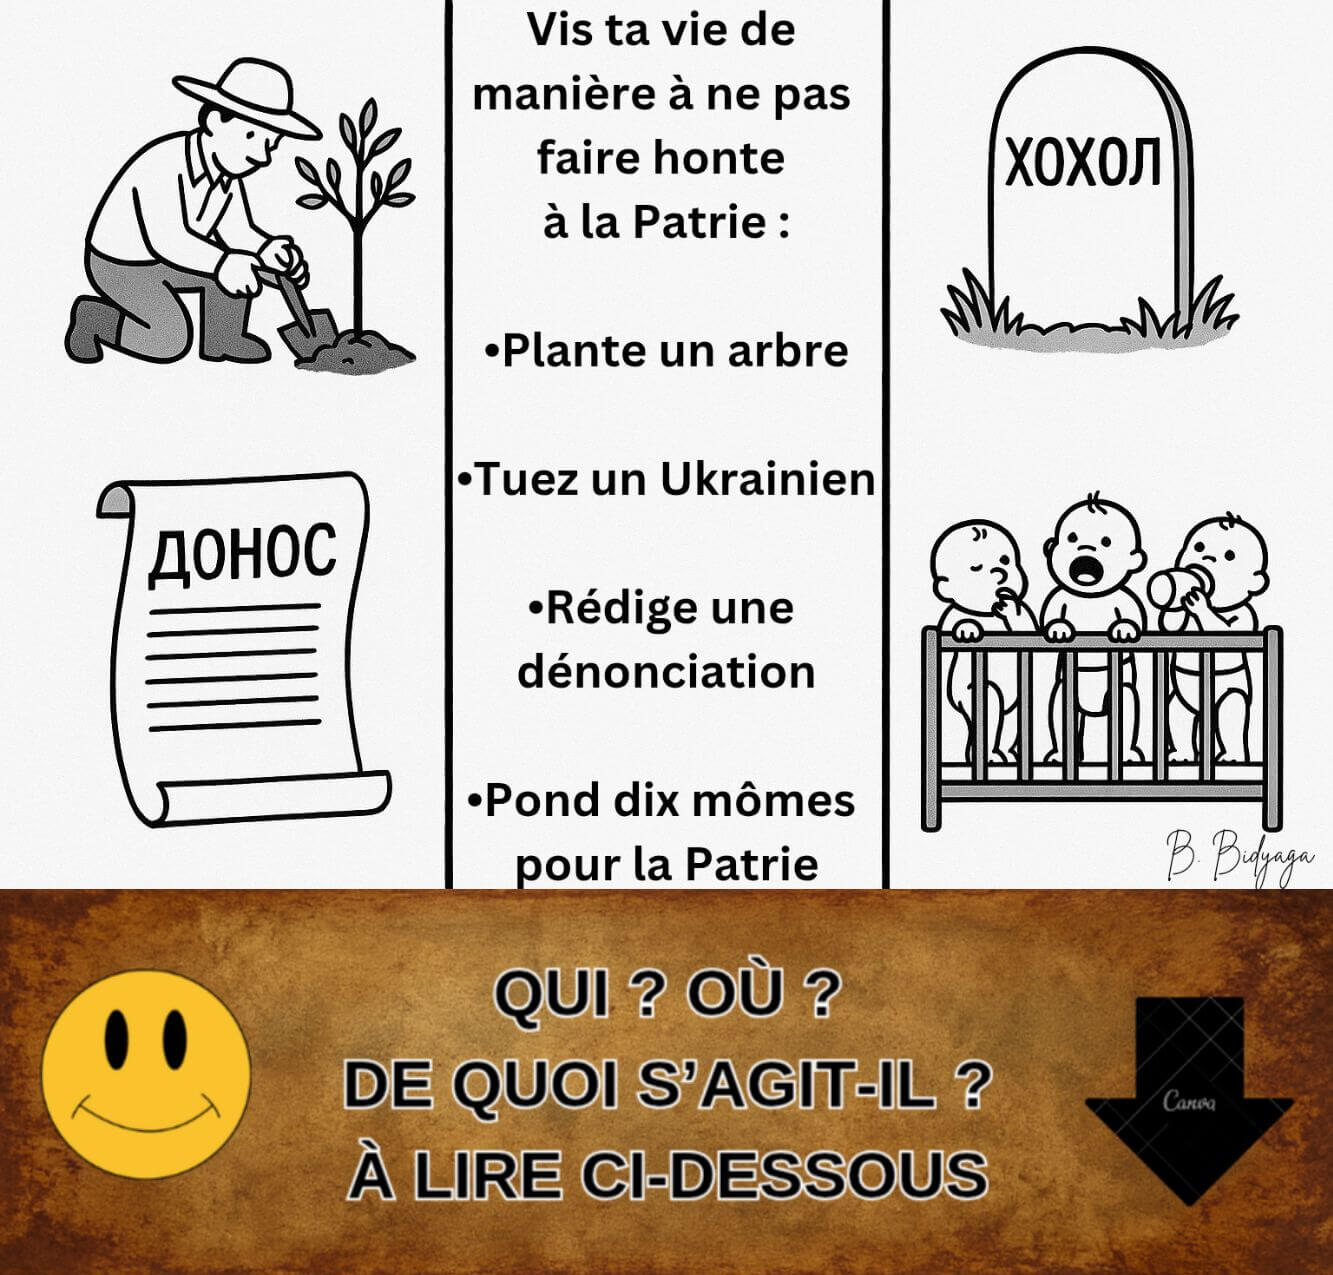 Vis ta vie de
manière à ne pas
faire honte
à la Patrie :
•Plante un arbre
•Tuez un Ukrainien
•Rédige une
dénonciation
•Pond dix mômes
pour la Patrie
ХОХОЛ
ДОНОС
B. Bidyaga
QUI ? OÙ ?
DE QUOI S’AGIT-IL ?
À LIRE CI-DESSOUS
Canva